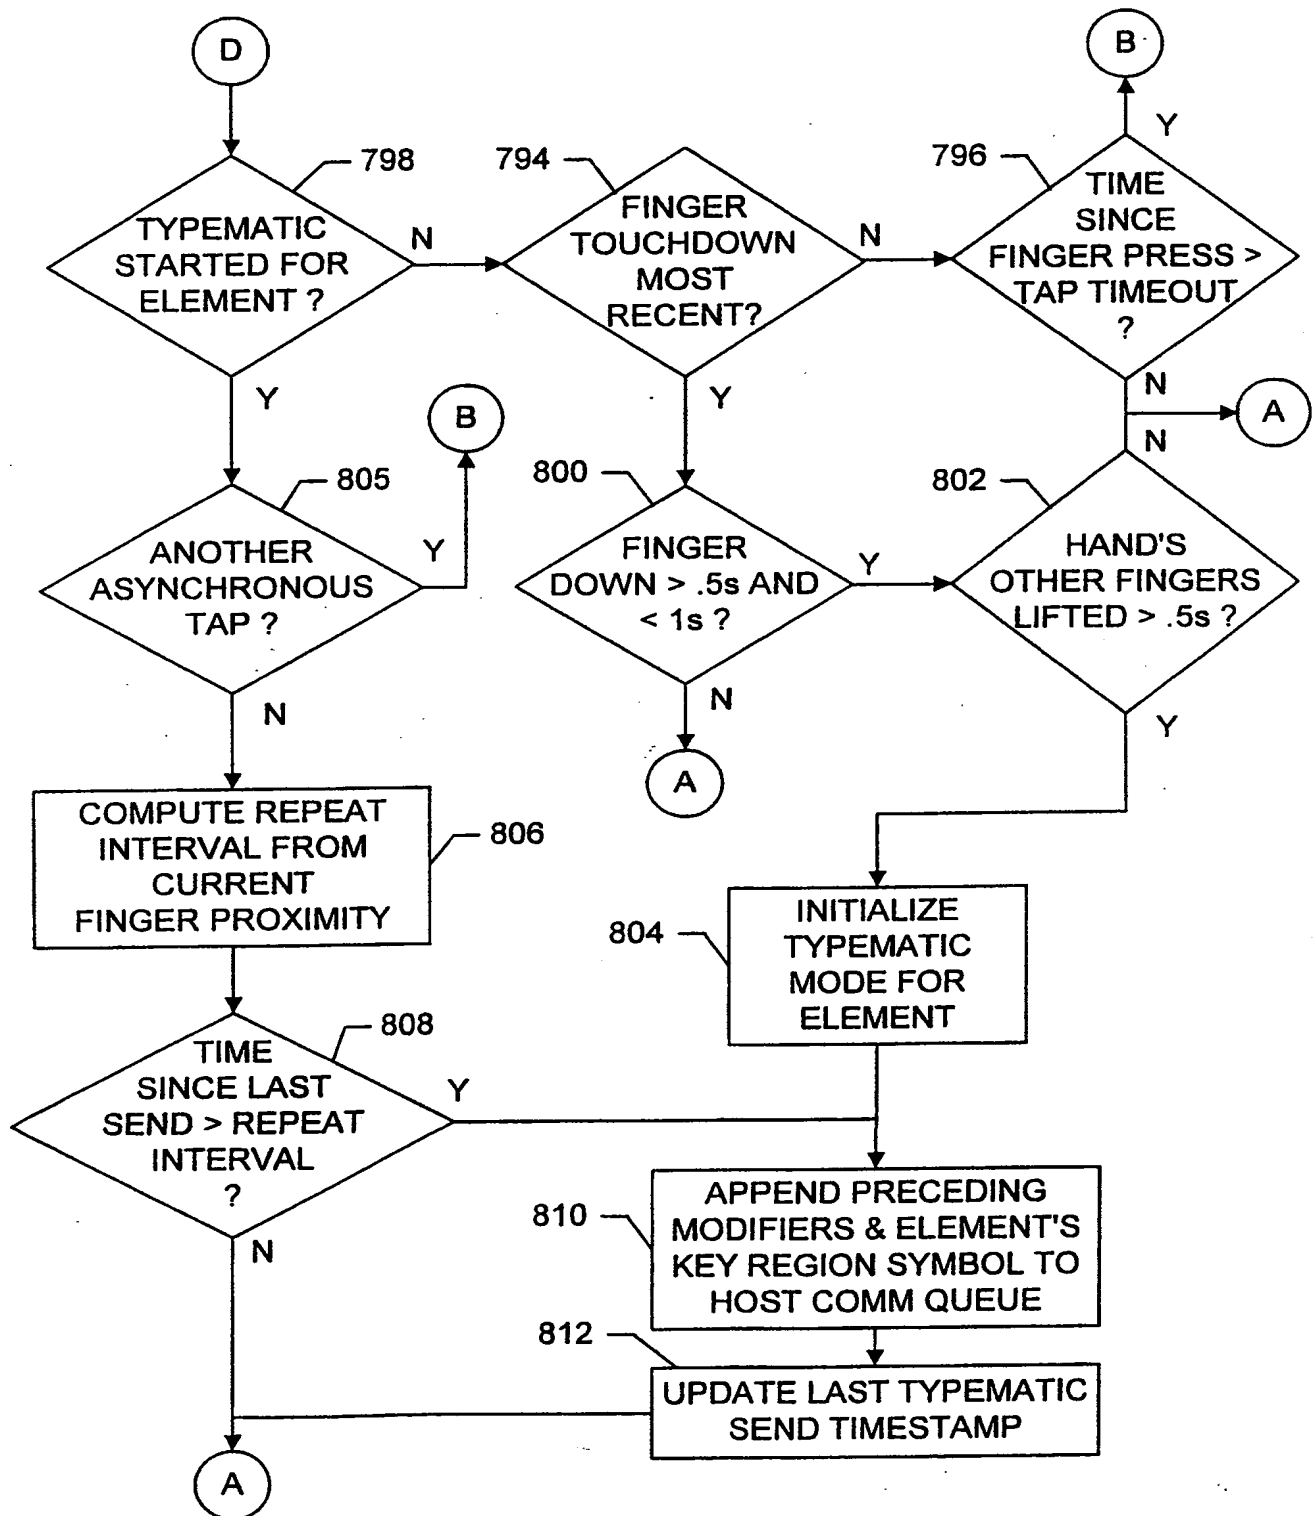 D
B
798
TYPEMATIC
STARTED FOR
ELEMENT ?
N
Y
794
FINGER
TOUCHDOWN
MOST
RECENT?
N
Y
796
TIME
SINCE
FINGER PRESS >
TAP TIMEOUT
?
Y
N
A
B
805
ANOTHER
ASYNCHRONOUS
TAP ?
Y
N
800
FINGER
DOWN > .5s AND
< 1s ?
Y
N
A
802
N
HAND'S
OTHER FINGERS
LIFTED > .5s ?
Y
COMPUTE REPEAT
INTERVAL FROM
CURRENT
FINGER PROXIMITY
806
804
INITIALIZE
TYPEMATIC
MODE FOR
ELEMENT
808
TIME
SINCE LAST
SEND > REPEAT
INTERVAL
?
Y
N
810
APPEND PRECEDING
MODIFIERS & ELEMENT'S
KEY REGION SYMBOL TO
HOST COMM QUEUE
812
UPDATE LAST TYPEMATIC
SEND TIMESTAMP
A